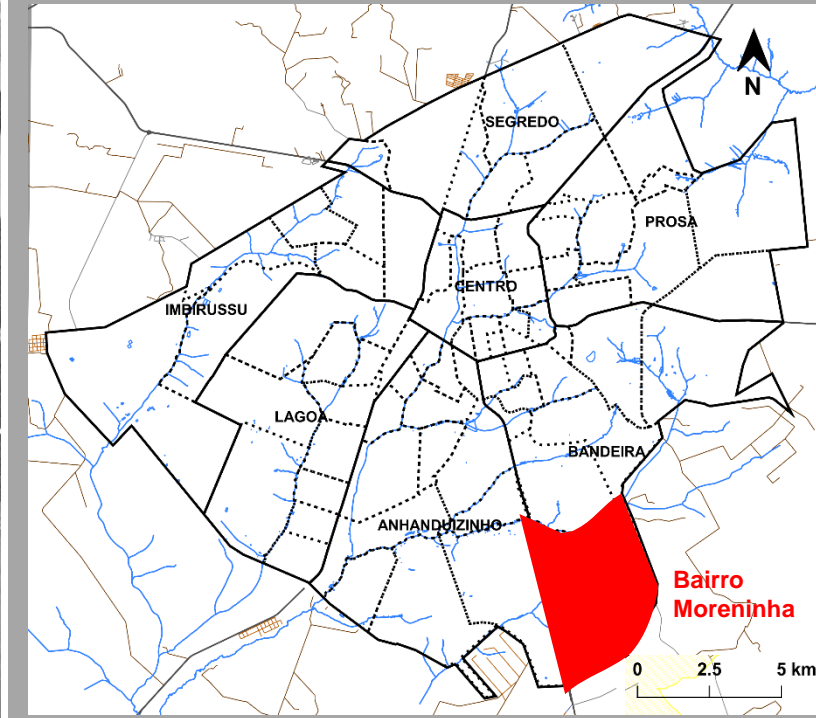 N
SEGREDO
PROSA
CENTRO
IMBIRUSSU
LAGOA
BANDEIRA
ANHANDUIZINHO
Bairro
Moreninha
0 2.5 5 km